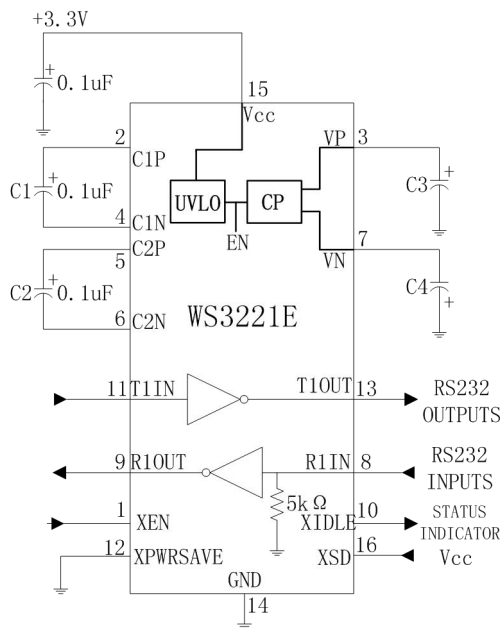 +3.3V
+
0.1uF
15
Vcc
2
C1P
VP
3
C1
+
0.1uF
UVLO
CP
+
C3
4
C1N
EN
C2P
5
VN
7
C2
+
0.1uF
C4
+
6
C2N
WS3221E
11
T1IN
T1OUT
13
RS232
OUTPUTS
9
R1OUT
R1IN
8
RS232
INPUTS
5kΩ
1
XEN
XIDLE
10
STATUS
INDICATOR
12
XPWRSAVE
XSD
16
Vcc
GND
14